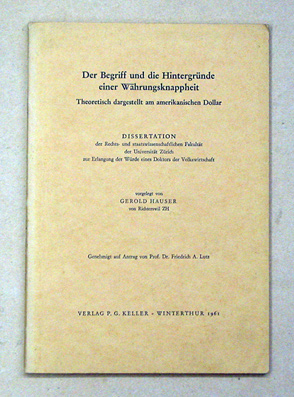 Der Begriff und die Hintergründe
einer Währungsknappheit
Theoretisch dargestellt am amerikanischen Dollar
DISSERTATION
der Rechts- und staatswissenschaftlichen Fakultät
der Universität Zürich
zur Erlangung der Würde eines Doktors der Volkswirtschaft
vorgelegt von
GEROLD HAUSER
von Richterswil ZH
Genehmigt auf Antrag von Prof. Dr. Friedrich A. Lutz
VERLAG P. G. KELLER - WINTERTHUR 1961